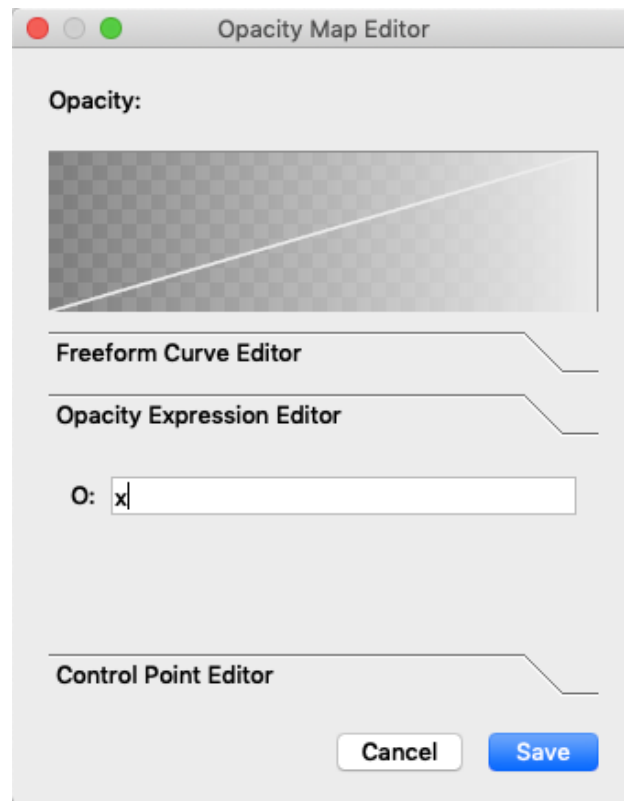 Opacity Map Editor
Opacity:
Freeform Curve Editor
Opacity Expression Editor
O: x
Control Point Editor
Cancel Save